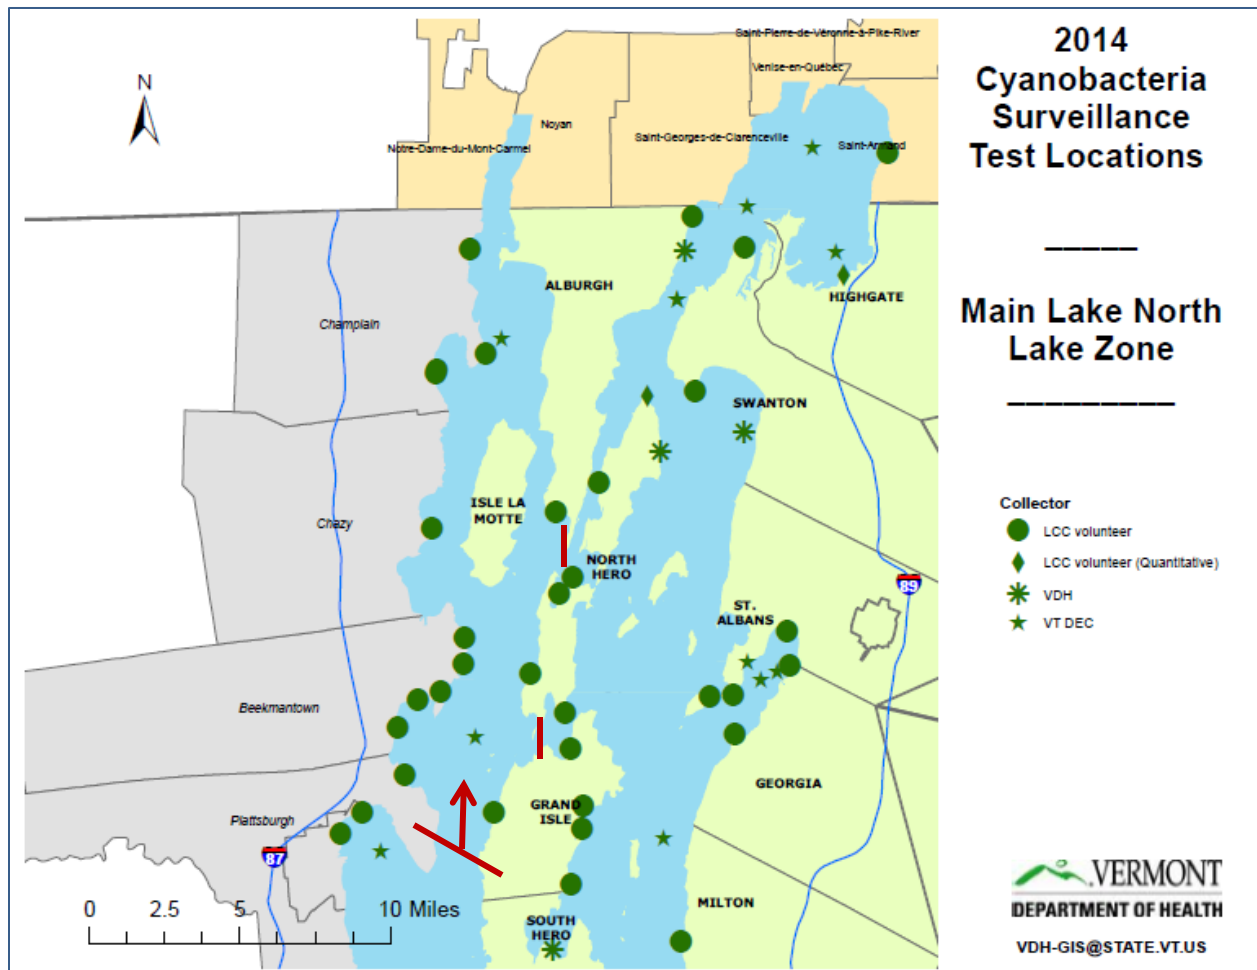 2014
Cyanobacteria
Surveillance
Test Locations
_____
Main Lake North
Lake Zone
_________
Collector
LCC volunteer
LCC volunteer (Quantitative)
VDH
VT DEC
VERMONT
DEPARTMENT OF HEALTH
VDH-GIS@STATE.VT.US
N
Saint-Pierre-de-Véronne-à-Pike-River
Venise-en-Québec
Noyan
Saint-Georges-de-Clarenceville
Saint-Armand
Notre-Dame-du-Mont-Carmel
ALBURGH
HIGHGATE
Champlain
SWANTON
ISLE LA
MOTTE
Chazy
NORTH
HERO
89
ST.
ALBANS
Beekmantown
GEORGIA
GRAND
ISLE
Plattsburgh
87
MILTON
SOUTH
HERO
0 2.5 5 10 Miles